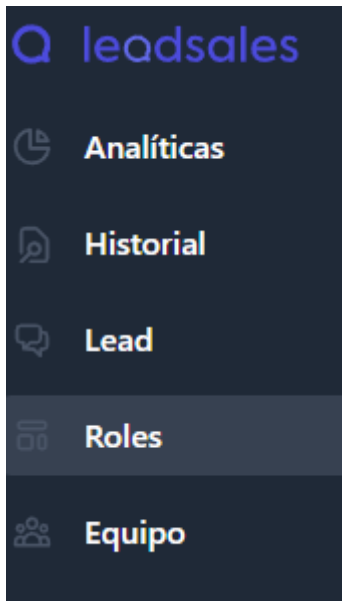 leadsales
Analíticas
Historial
Lead
Roles
Equipo